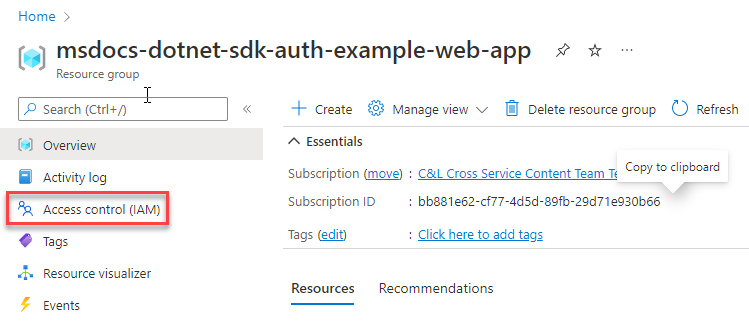 Home >
msdocs-dotnet-sdk-auth-example-web-app
Resource group
Search (Ctrl+/)
Create Manage view Delete resource group Refresh
Overview
Activity log
Access control (IAM)
Tags
Resource visualizer
Events
Essentials
Subscription (move) : C&L Cross Service Content Team Te
Copy to clipboard
Subscription ID : bb881e62-cf77-4d5d-89fb-29d71e930b66
Tags (edit) : Click here to add tags
Resources Recommendations